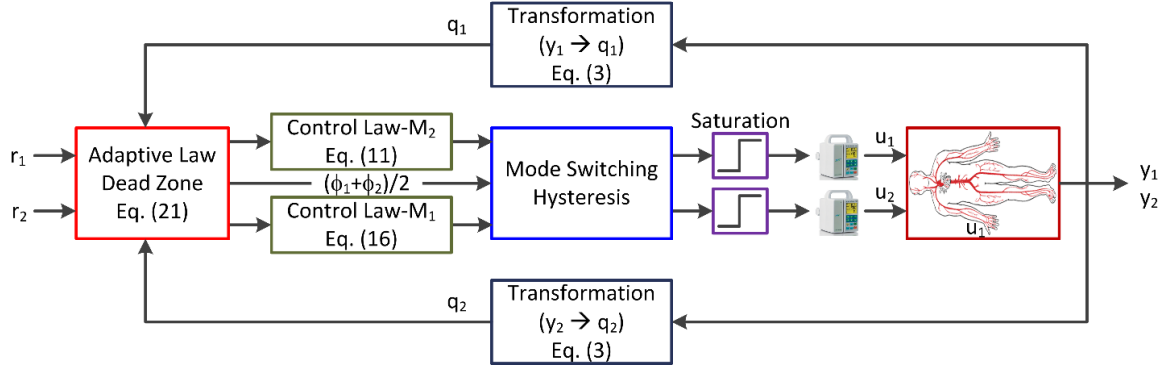 q₁
Transformation
(y₁ → q₁)
Eq. (3)
r₁
r₂
Adaptive Law
Dead Zone
Eq. (21)
Control Law-M₂
Eq. (11)
(ϕ₁+ϕ₂)/2
Control Law-M₁
Eq. (16)
Mode Switching
Hysteresis
Saturation
u₁
u₂
u₁
y₁
y₂
q₂
Transformation
(y₂ → q₂)
Eq. (3)